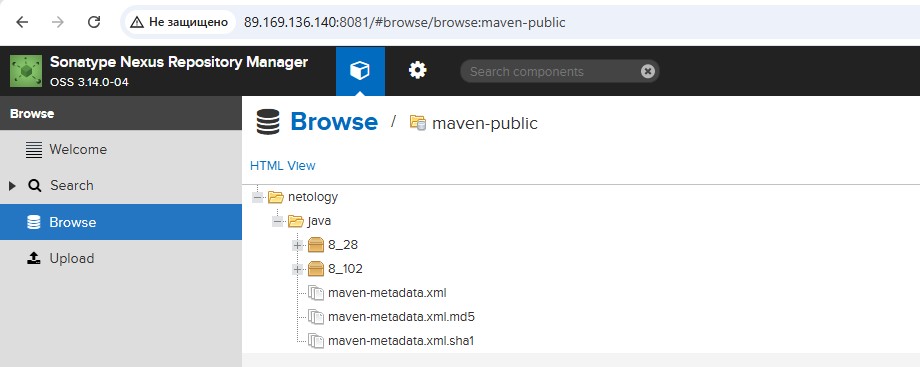 Не защищено 89.169.136.140:8081/#browse/browse:maven-public
Sonatype Nexus Repository Manager
OSS 3.14.0-04
Search components
Browse
Welcome
Search
Browse
Upload
Browse / maven-public
HTML View
netology
java
8_28
8_102
maven-metadata.xml
maven-metadata.xml.md5
maven-metadata.xml.sha1